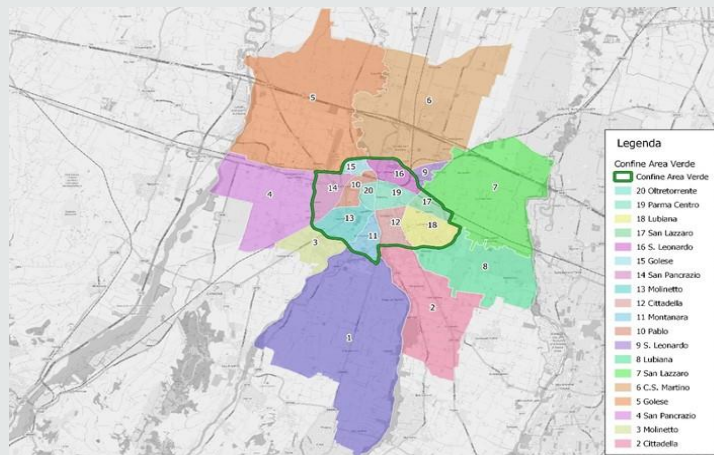 5
6
15
16
9
14
10
20
4
19
7
17
13
12
18
11
3
8
2
1
Legenda
Confine Area Verde
Confine Area Verde
20 Oltretorrente
19 Parma Centro
18 Lubiana
17 San Lazzaro
16 S. Leonardo
15 Golese
14 San Pancrazio
13 Molinetto
12 Cittadella
11 Montanara
10 Pablo
9 S. Leonardo
8 Lubiana
7 San Lazzaro
6 C.S. Martino
5 Golese
4 San Pancrazio
3 Molinetto
2 Cittadella